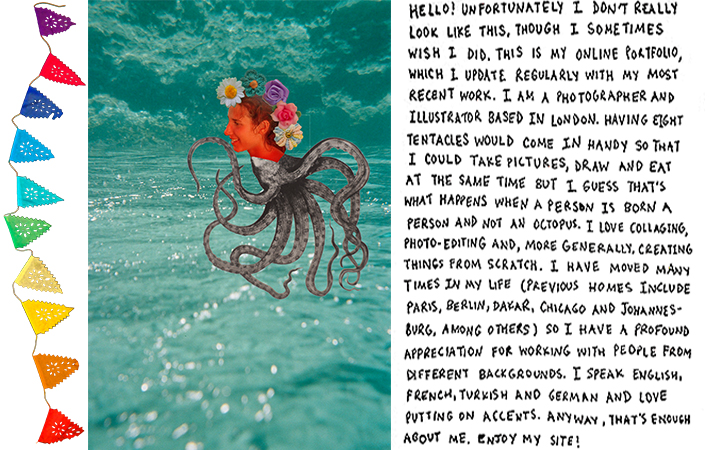 HELLO! UNFORTUNATELY I DON'T REALLY
LOOK LIKE THIS, THOUGH I SOMETIMES
WISH I DID. THIS IS MY ONLINE PORTFOLIO,
WHICH I UPDATE REGULARLY WITH MY MOST
RECENT WORK. I AM A PHOTOGRAPHER AND
ILLUSTRATOR BASED IN LONDON. HAVING EIGHT
TENTACLES WOULD COME IN HANDY SO THAT
I COULD TAKE PICTURES, DRAW AND EAT
AT THE SAME TIME BUT I GUESS THAT'S
WHAT HAPPENS WHEN A PERSON IS BORN A
PERSON AND NOT AN OCTOPUS. I LOVE COLLAGING,
PHOTO-EDITING AND, MORE GENERALLY, CREATING
THINGS FROM SCRATCH. I HAVE MOVED MANY
TIMES IN MY LIFE (PREVIOUS HOMES INCLUDE
PARIS, BERLIN, DAKAR, CHICAGO AND JOHANNES-
BURG, AMONG OTHERS) SO I HAVE A PROFOUND
APPRECIATION FOR WORKING WITH PEOPLE FROM
DIFFERENT BACKGROUNDS. I SPEAK ENGLISH,
FRENCH, TURKISH AND GERMAN AND LOVE
PUTTING ON ACCENTS. ANYWAY, THAT'S ENOUGH
ABOUT ME. ENJOY MY SITE!